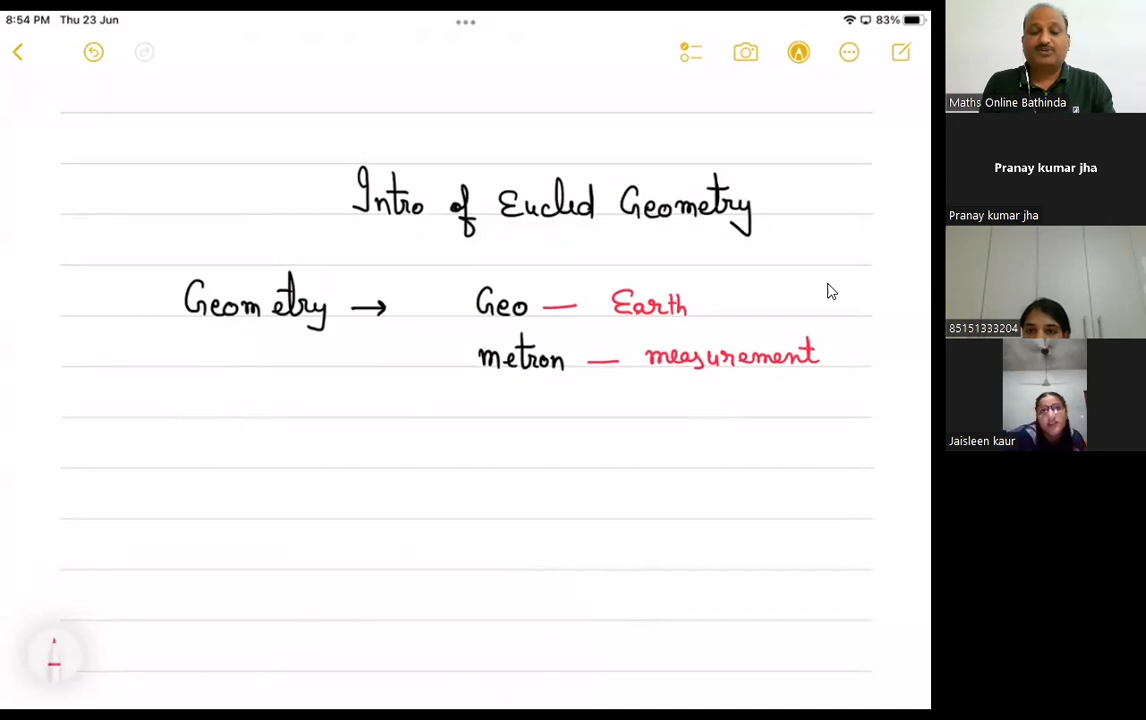 8:54 PM Thu 23 Jun
83%
Intro of Euclid Geometry
Geometry → Geo — Earth
metron — measurement
Maths Online Bathinda
Pranay kumar jha
Pranay kumar jha
85151333204
Jaisleen kaur